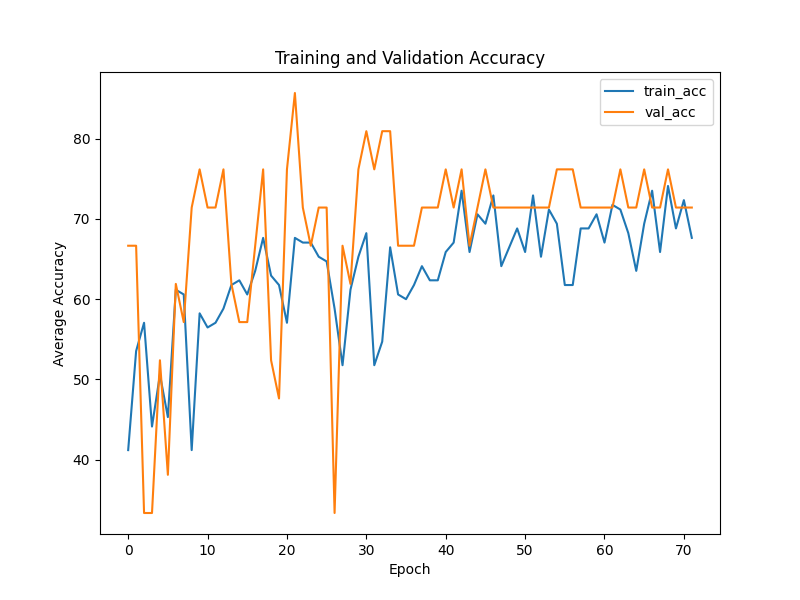 Training and Validation Accuracy
train_acc
val_acc
80
70
60
50
40
Average Accuracy
0 10 20 30 40 50 60 70
Epoch